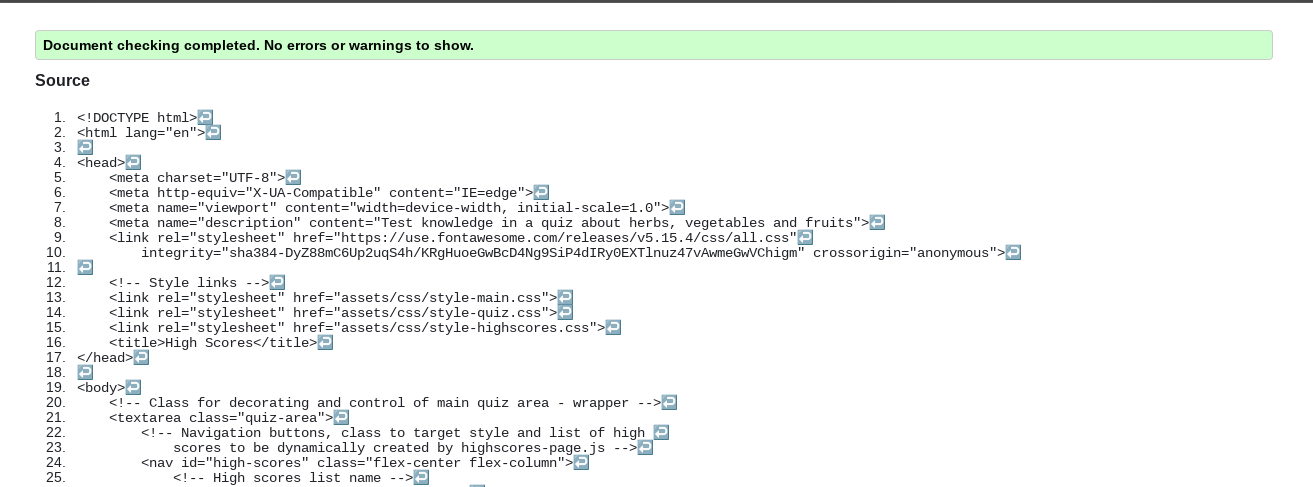 Document checking completed. No errors or warnings to show.
Source
1. <!DOCTYPE html>↩
2. <html lang="en">↩
3. ↩
4. <head>↩
5.     <meta charset="UTF-8">↩
6.     <meta http-equiv="X-UA-Compatible" content="IE=edge">↩
7.     <meta name="viewport" content="width=device-width, initial-scale=1.0">↩
8.     <meta name="description" content="Test knowledge in a quiz about herbs, vegetables and fruits">↩
9.     <link rel="stylesheet" href="https://use.fontawesome.com/releases/v5.15.4/css/all.css"↩
10.         integrity="sha384-DyZ88mC6Up2uqS4h/KRgHuoeGwBcD4Ng9SiP4dIRy0EXTlnuz47vAwmeGwVChigm" crossorigin="anonymous">↩
11. ↩
12.     <!-- Style links -->↩
13.     <link rel="stylesheet" href="assets/css/style-main.css">↩
14.     <link rel="stylesheet" href="assets/css/style-quiz.css">↩
15.     <link rel="stylesheet" href="assets/css/style-highscores.css">↩
16.     <title>High Scores</title>↩
17. </head>↩
18. ↩
19. <body>↩
20.     <!-- Class for decorating and control of main quiz area - wrapper -->↩
21.     <textarea class="quiz-area">↩
22.         <!-- Navigation buttons, class to target style and list of high ↩
23.             scores to be dynamically created by highscores-page.js -->↩
24.         <nav id="high-scores" class="flex-center flex-column">↩
25.             <!-- High scores list name -->↩